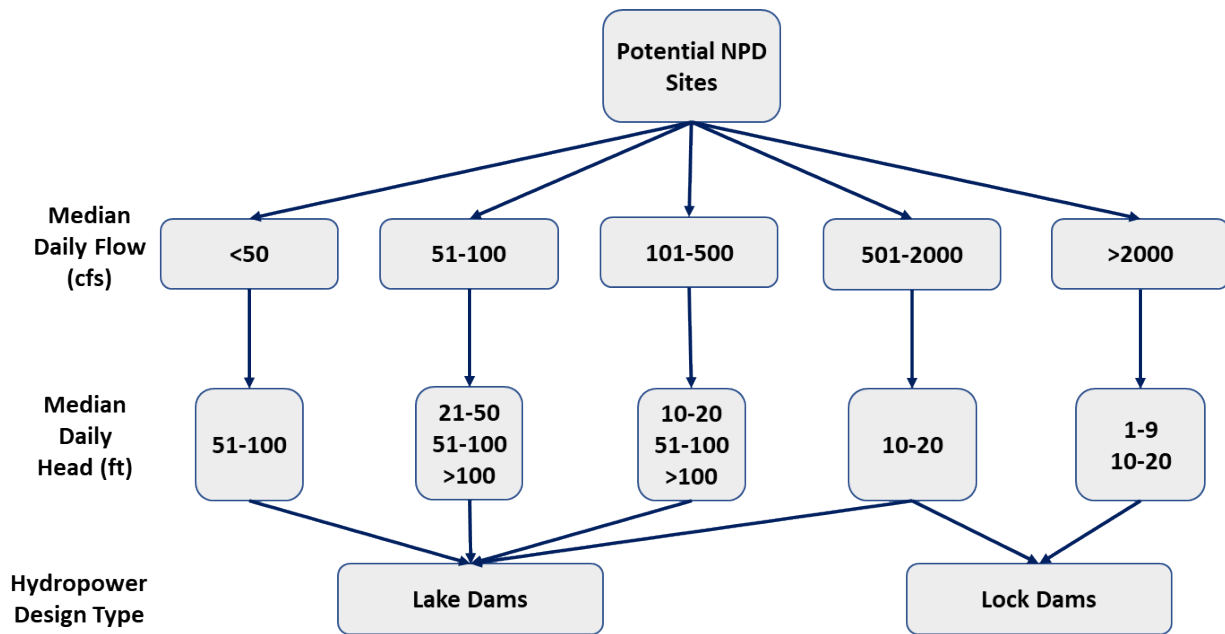 Potential NPD
Sites
Median
Daily Flow
(cfs)
<50
51-100
101-500
501-2000
>2000
Median
Daily
Head (ft)
51-100
21-50
51-100
>100
10-20
51-100
>100
10-20
1-9
10-20
Hydropower
Design Type
Lake Dams
Lock Dams